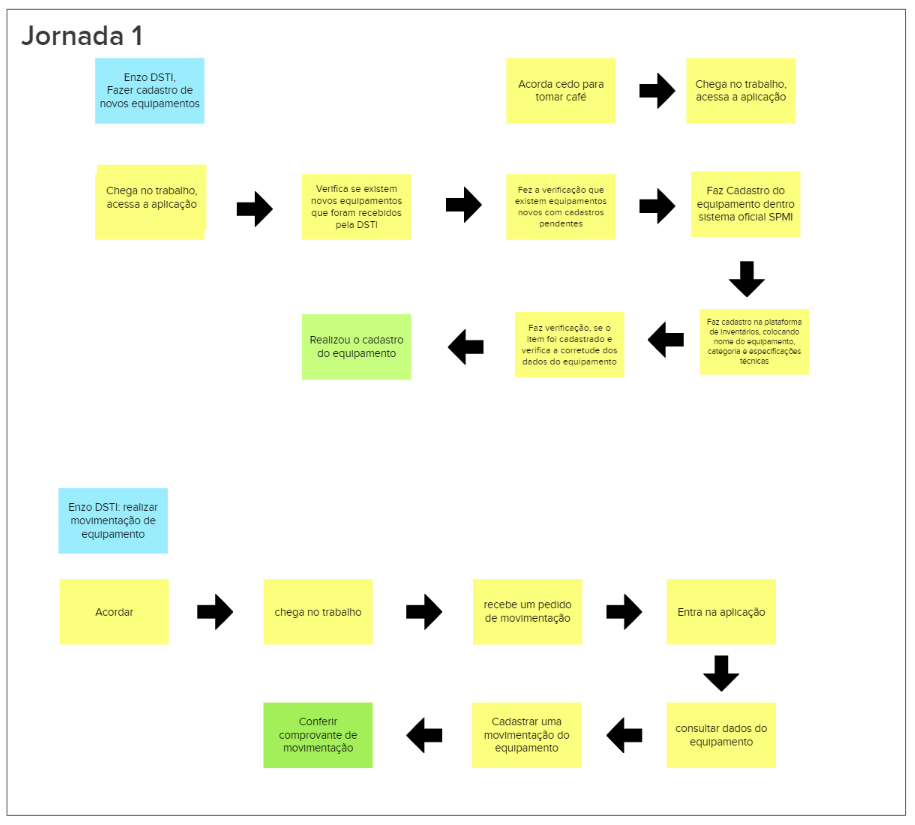 Jornada 1
Enzo DSTI,
Fazer cadastro de
novos equipamentos
Acorda cedo para
tomar café
Chega no trabalho,
acessa a aplicação
Chega no trabalho,
acessa a aplicação
Verifica se existem
novos equipamentos
que foram recebidos
pela DSTI
Fez a verificação que
existem equipamentos
novos com cadastros
pendentes
Faz Cadastro do
equipamento dentro
sistema oficial SPMI
Faz cadastro na plataforma
de inventários, colocando
nome do equipamento,
categoria e especificações
técnicas
Faz verificação, se o
item foi cadastrado e
verifica a corretude dos
dados do equipamento
Realizou o cadastro
do equipamento
Enzo DSTI: realizar
movimentação de
equipamento
Acordar
chega no trabalho
recebe um pedido
de movimentação
Entra na aplicação
consultar dados do
equipamento
Cadastrar uma
movimentação do
equipamento
Conferir
comprovante de
movimentação